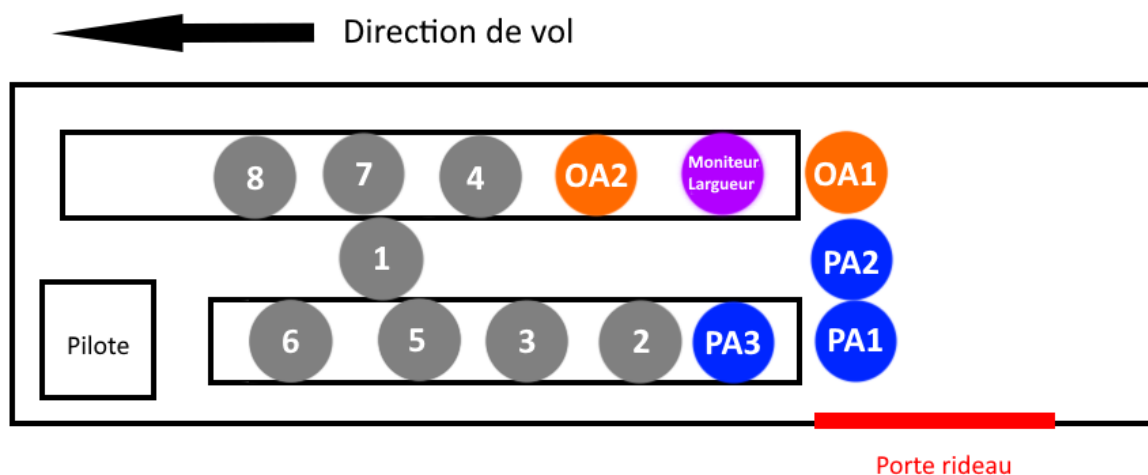 Direction de vol
8
7
4
OA2
Moniteur
Largueur
OA1
1
PA2
Pilote
6
5
3
2
PA3
PA1
Porte rideau